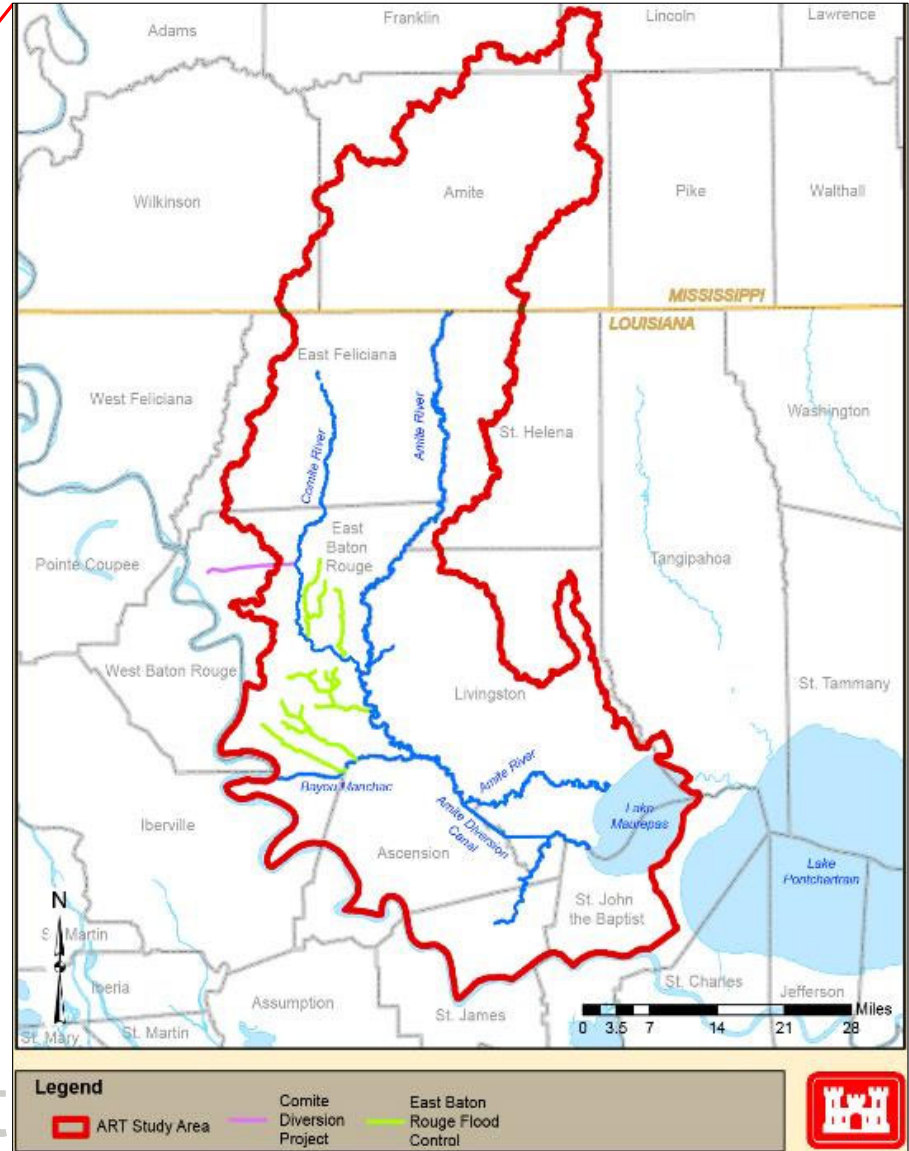 Franklin
Lincoln
Lawrence
Adams
Wilkinson
Amite
Pike
Walthall
MISSISSIPPI
LOUISIANA
East Feliciana
West Feliciana
Comite River
Amite River
St. Helena
Washington
East
Baton
Rouge
Pointe Coupee
Tangipahoa
West Baton Rouge
Livingston
St. Tammany
Amite River
Bayou Manchac
Amite Diversion
Canal
Lake
Maurepas
Iberville
Ascension
Lake
Pontchartrain
N
St. John
the Baptist
Martin
St. Charles
Iberia
Assumption
St. James
Jefferson
St. Mary
St. Martin
Miles
0 3.5 7 14 21 28
Legend
ART Study Area
Comite
Diversion
Project
East Baton
Rouge Flood
Control